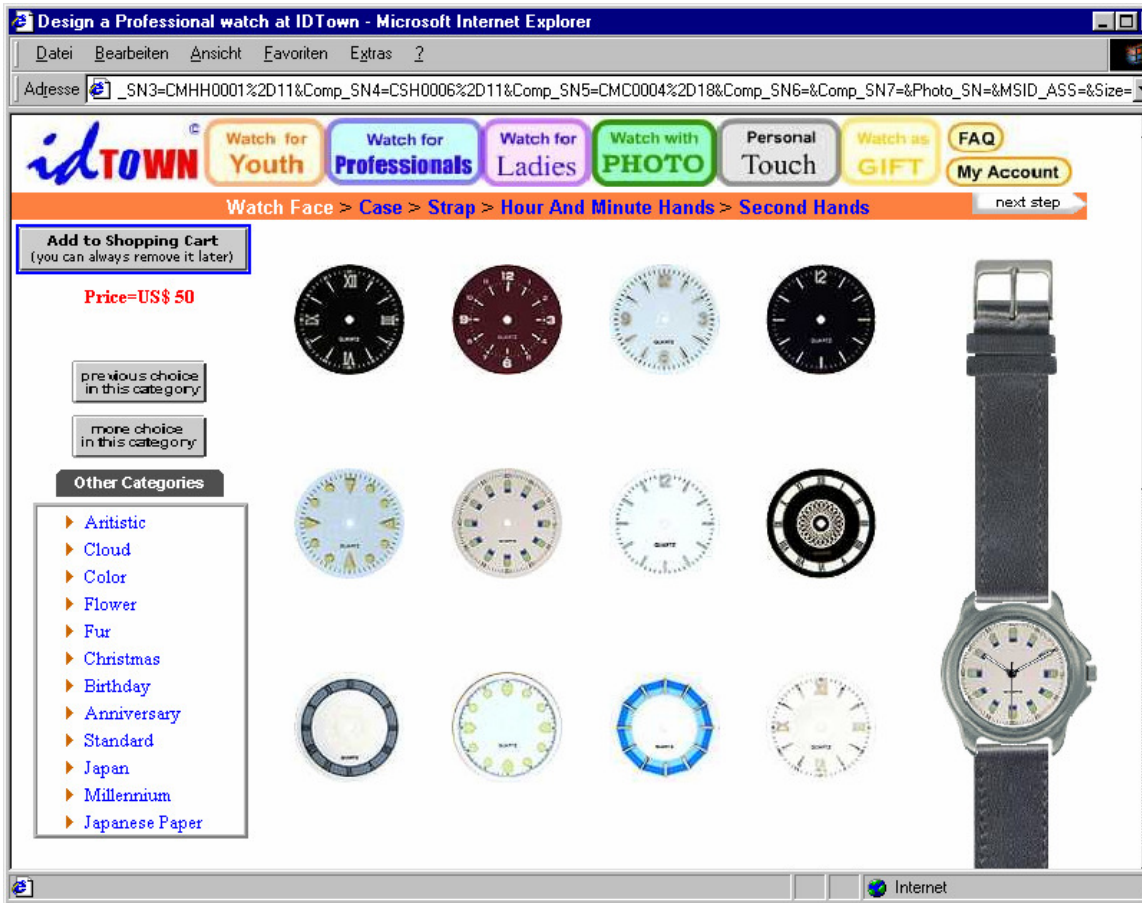 Design a Professional watch at IDTown - Microsoft Internet Explorer
Datei Bearbeiten Ansicht Favoriten Extras ?
Adresse _SN3=CMHH0001%2D11&Comp_SN4=CSH0006%2D11&Comp_SN5=CMC0004%2D18&Comp_SN6=&Comp_SN7=&Photo_SN=&MSID_ASS=&Size=
idTOWN ©
Watch for Youth
Watch for Professionals
Watch for Ladies
Watch with PHOTO
Personal Touch
Watch as GIFT
FAQ
My Account
Watch Face > Case > Strap > Hour And Minute Hands > Second Hands
next step
Add to Shopping Cart
(you can always remove it later)
Price=US$ 50
previous choice
in this category
more choice
in this category
Other Categories
Aritistic
Cloud
Color
Flower
Fur
Christmas
Birthday
Anniversary
Standard
Japan
Millennium
Japanese Paper
Internet